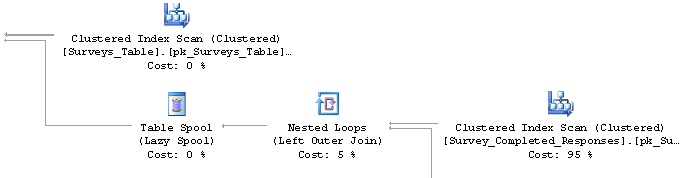 Clustered Index Scan (Clustered)
[Surveys_Table].[pk_Surveys_Table]…
Cost: 0 %
Table Spool
(Lazy Spool)
Cost: 0 %
Nested Loops
(Left Outer Join)
Cost: 5 %
Clustered Index Scan (Clustered)
[Survey_Completed_Responses].[pk_Su…
Cost: 95 %